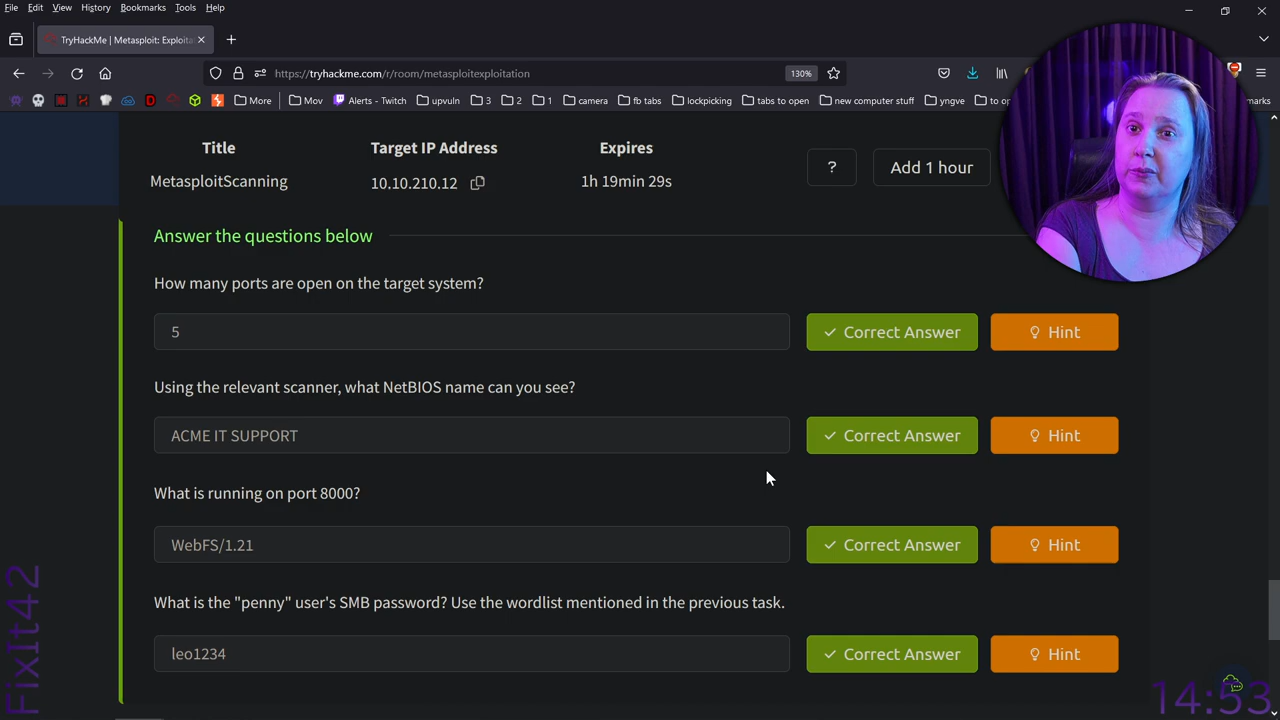 File Edit View History Bookmarks Tools Help
TryHackMe | Metasploit: Exploita
https://tryhackme.com/r/room/metasploitexploitation
130%
More Mov Alerts - Twitch upvuln 3 2 1 camera fb tabs lockpicking tabs to open new computer stuff yngve to o
Title Target IP Address Expires
MetasploitScanning 10.10.210.12 1h 19min 29s
? Add 1 hour
Answer the questions below
How many ports are open on the target system?
5 Correct Answer Hint
Using the relevant scanner, what NetBIOS name can you see?
ACME IT SUPPORT Correct Answer Hint
What is running on port 8000?
WebFS/1.21 Correct Answer Hint
What is the "penny" user's SMB password? Use the wordlist mentioned in the previous task.
leo1234 Correct Answer Hint
FixIt42
14:53